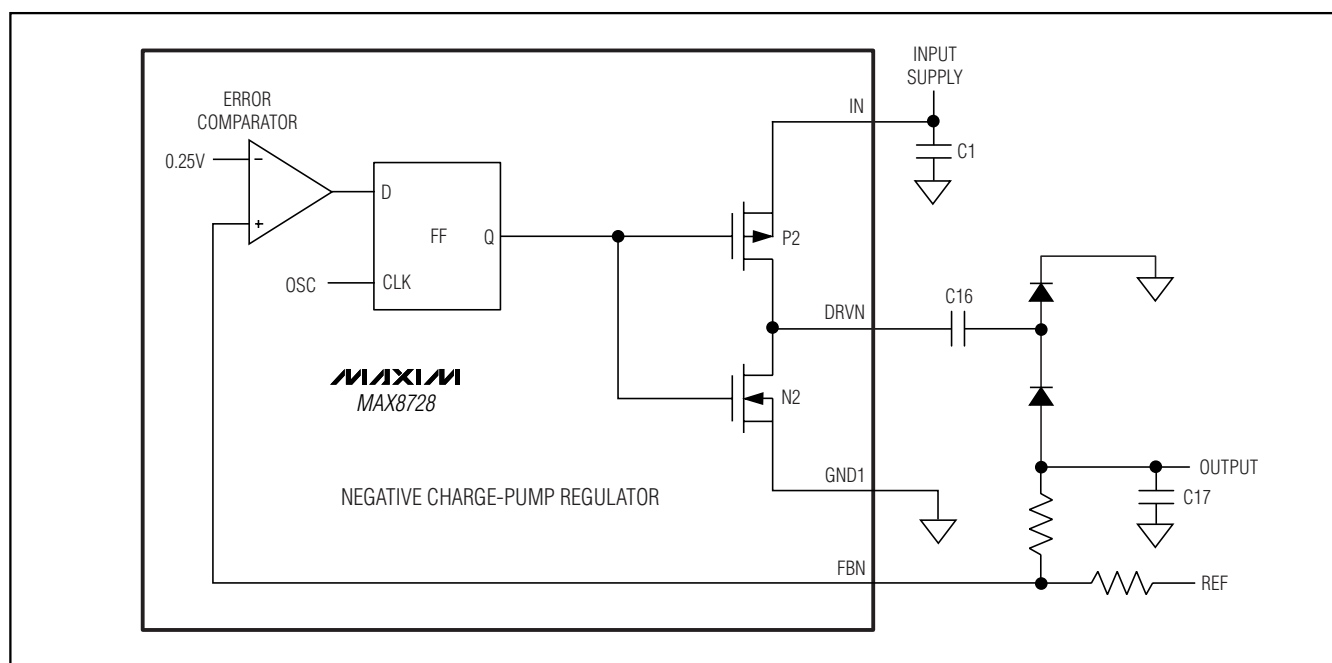 INPUT
SUPPLY
IN
C1
ERROR
COMPARATOR
0.25V
−
+
D
FF
Q
OSC
CLK
P2
DRVN
C16
MAXIM
MAX8728
N2
GND1
OUTPUT
C17
NEGATIVE CHARGE-PUMP REGULATOR
FBN
REF